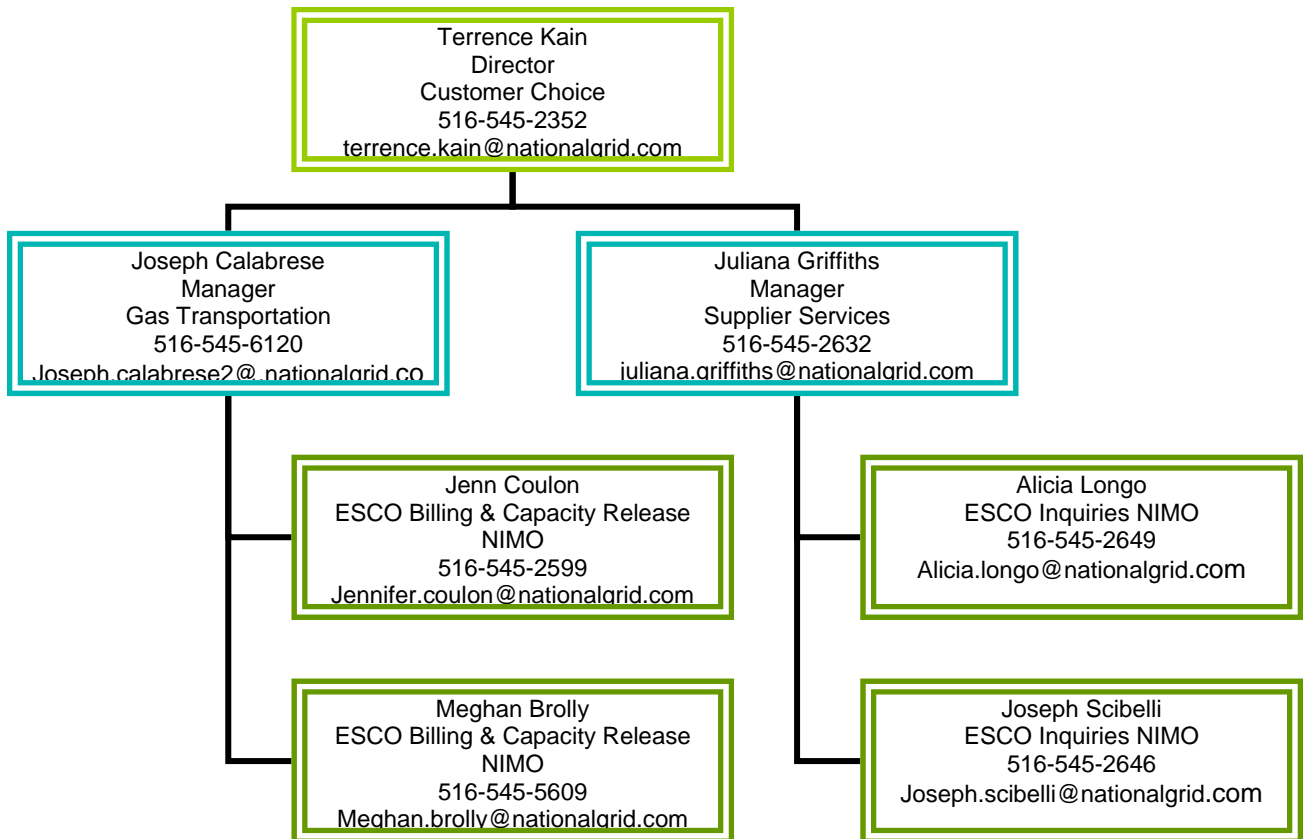 Terrence Kain
Director
Customer Choice
516-545-2352
terrence.kain@nationalgrid.com
Joseph Calabrese
Manager
Gas Transportation
516-545-6120
Joseph.calabrese2@.nationalgrid.co
Juliana Griffiths
Manager
Supplier Services
516-545-2632
juliana.griffiths@nationalgrid.com
Jenn Coulon
ESCO Billing & Capacity Release
NIMO
516-545-2599
Jennifer.coulon@nationalgrid.com
Alicia Longo
ESCO Inquiries NIMO
516-545-2649
Alicia.longo@nationalgrid.com
Meghan Brolly
ESCO Billing & Capacity Release
NIMO
516-545-5609
Meghan.brolly@nationalgrid.com
Joseph Scibelli
ESCO Inquiries NIMO
516-545-2646
Joseph.scibelli@nationalgrid.com